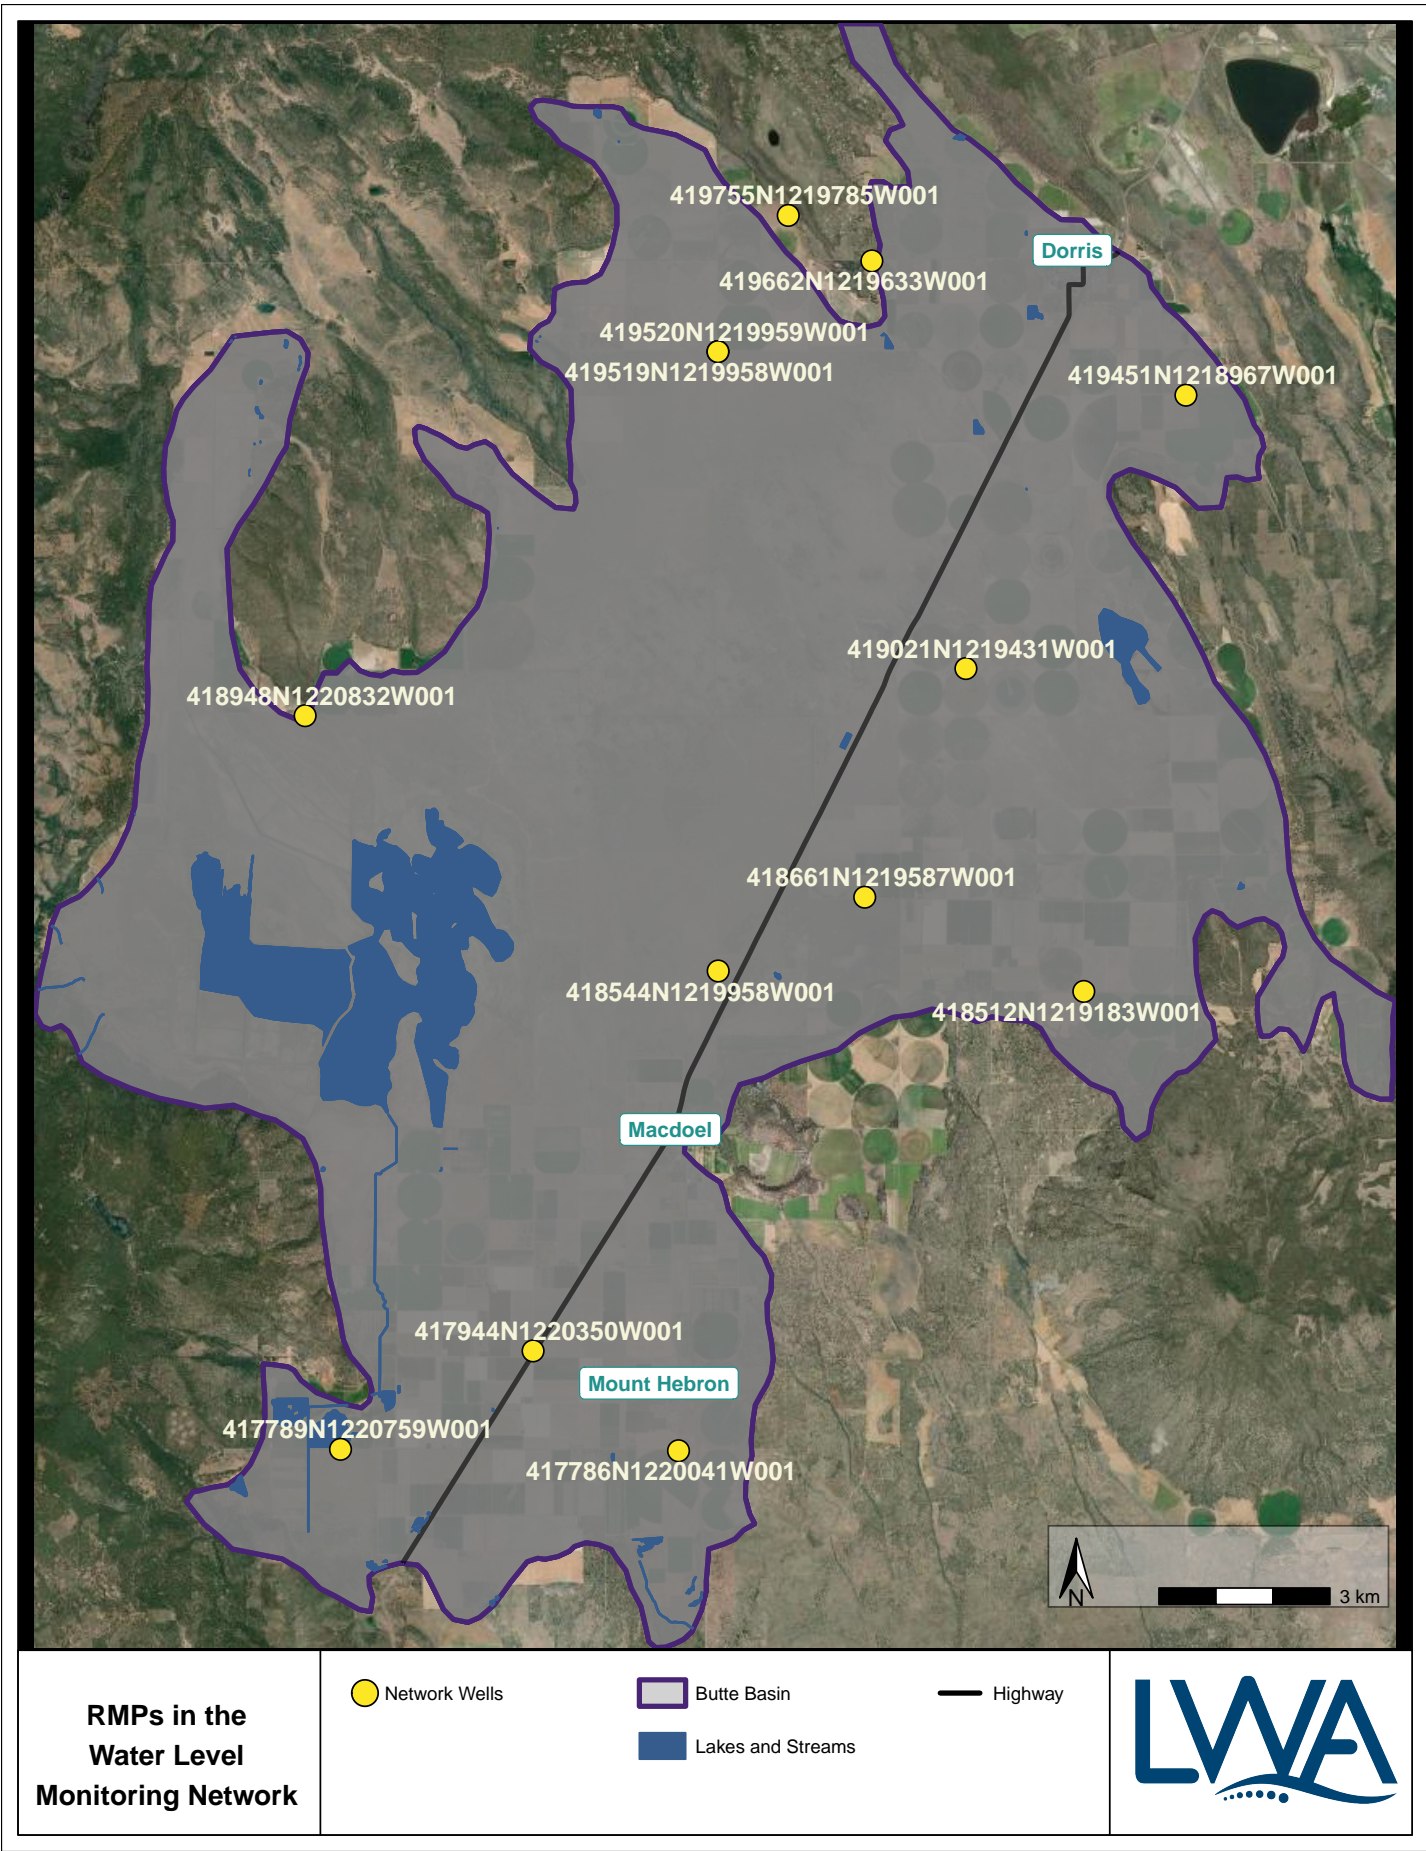 419755N1219785W001
Dorris
419662N1219633W001
419520N1219959W001
419519N1219958W001
419451N1218967W001
419021N1219431W001
418948N1220832W001
418661N1219587W001
418544N1219958W001
418512N1219183W001
Macdoel
417944N1220350W001
Mount Hebron
417789N1220759W001
417786N1220041W001
N
3 km
RMPs in the
Water Level
Monitoring Network
Network Wells
Butte Basin
Highway
Lakes and Streams
LWA